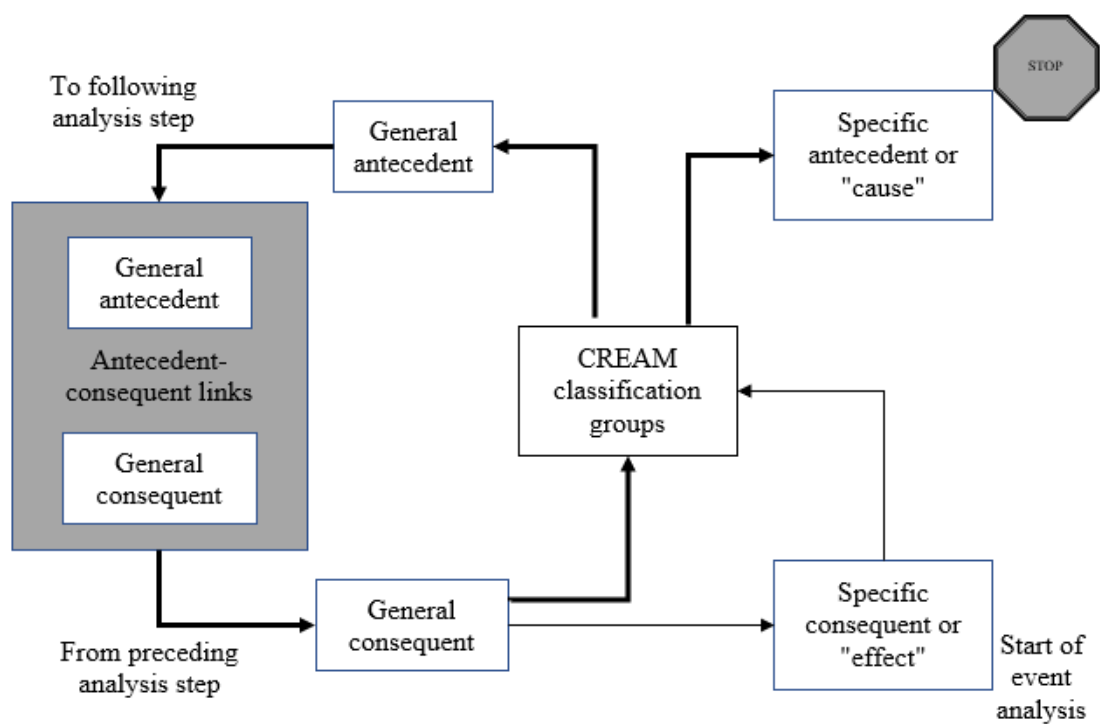 STOP
To following
analysis step
General
antecedent
Specific
antecedent or
"cause"
General
antecedent
Antecedent-
consequent links
General
consequent
CREAM
classification
groups
General
consequent
Specific
consequent or
"effect"
From preceding
analysis step
Start of
event
analysis